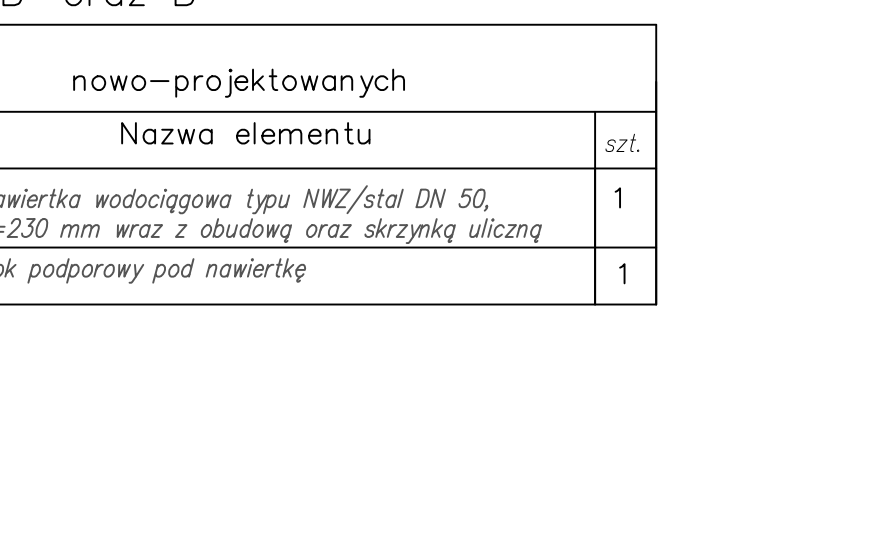 oraz
nowo-projektowanych
Nazwa elementu szt.
wodociągowa typu NWZ/stal DN 50, 1
=230 mm wraz z obudową oraz skrzynką uliczną
podporowy pod nawiertkę 1